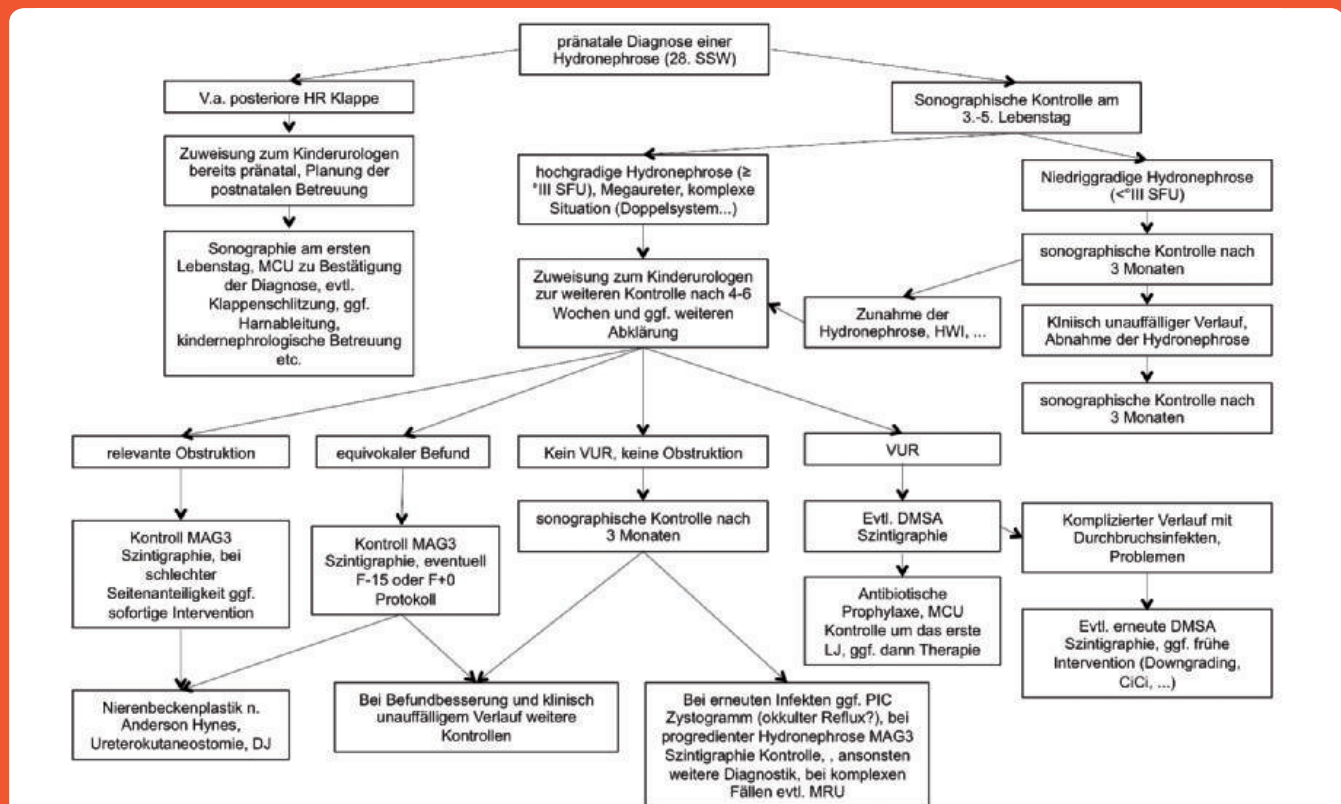 pränatale Diagnose einer
Hydronephrose (28. SSW)
V.a. posteriore HR Klappe
Sonographische Kontrolle am
3.-5. Lebenstag
Zuweisung zum Kinderurologen
bereits pränatal, Planung der
postnatalen Betreuung
hochgradige Hydronephrose (≥
°III SFU), Megaureter, komplexe
Situation (Doppelsystem...)
Niedriggradige Hydronephrose
(<°III SFU)
Sonographie am ersten
Lebenstag, MCU zu Bestätigung
der Diagnose, evtl.
Klappenschlitzung, ggf.
Harnableitung,
kindernephrologische Betreuung
etc.
Zuweisung zum Kinderurologen
zur weiteren Kontrolle nach 4-6
Wochen und ggf. weiteren
Abklärung
sonographische Kontrolle nach
3 Monaten
Zunahme der
Hydronephrose, HWI, ...
Klniisch unauffälliger Verlauf,
Abnahme der Hydronephrose
sonographische Kontrolle nach
3 Monaten
relevante Obstruktion
equivokaler Befund
Kein VUR, keine Obstruktion
VUR
Kontroll MAG3
Szintigraphie, bei
schlechter
Seitenanteiligkeit ggf.
sofortige Intervention
Kontroll MAG3
Szintigraphie, eventuell
F-15 oder F+0
Protokoll
sonographische Kontrolle nach
3 Monaten
Evtl. DMSA
Szintigraphie
Komplizierter Verlauf mit
Durchbruchsinfekten,
Problemen
Antibiotische
Prophylaxe, MCU
Kontrolle um das erste
LJ, ggf. dann Therapie
Evtl. erneute DMSA
Szintigraphie, ggf. frühe
Intervention (Downgrading,
CiCi, ...)
Nierenbeckenplastik n.
Anderson Hynes,
Ureterokutaneostomie, DJ
Bei Befundbesserung und klinisch
unauffälligem Verlauf weitere
Kontrollen
Bei erneuten Infekten ggf. PIC
Zystogramm (okkulter Reflux?), bei
progredienter Hydronephrose MAG3
Szintigraphie Kontrolle, , ansonsten
weitere Diagnostik, bei komplexen
Fällen evtl. MRU